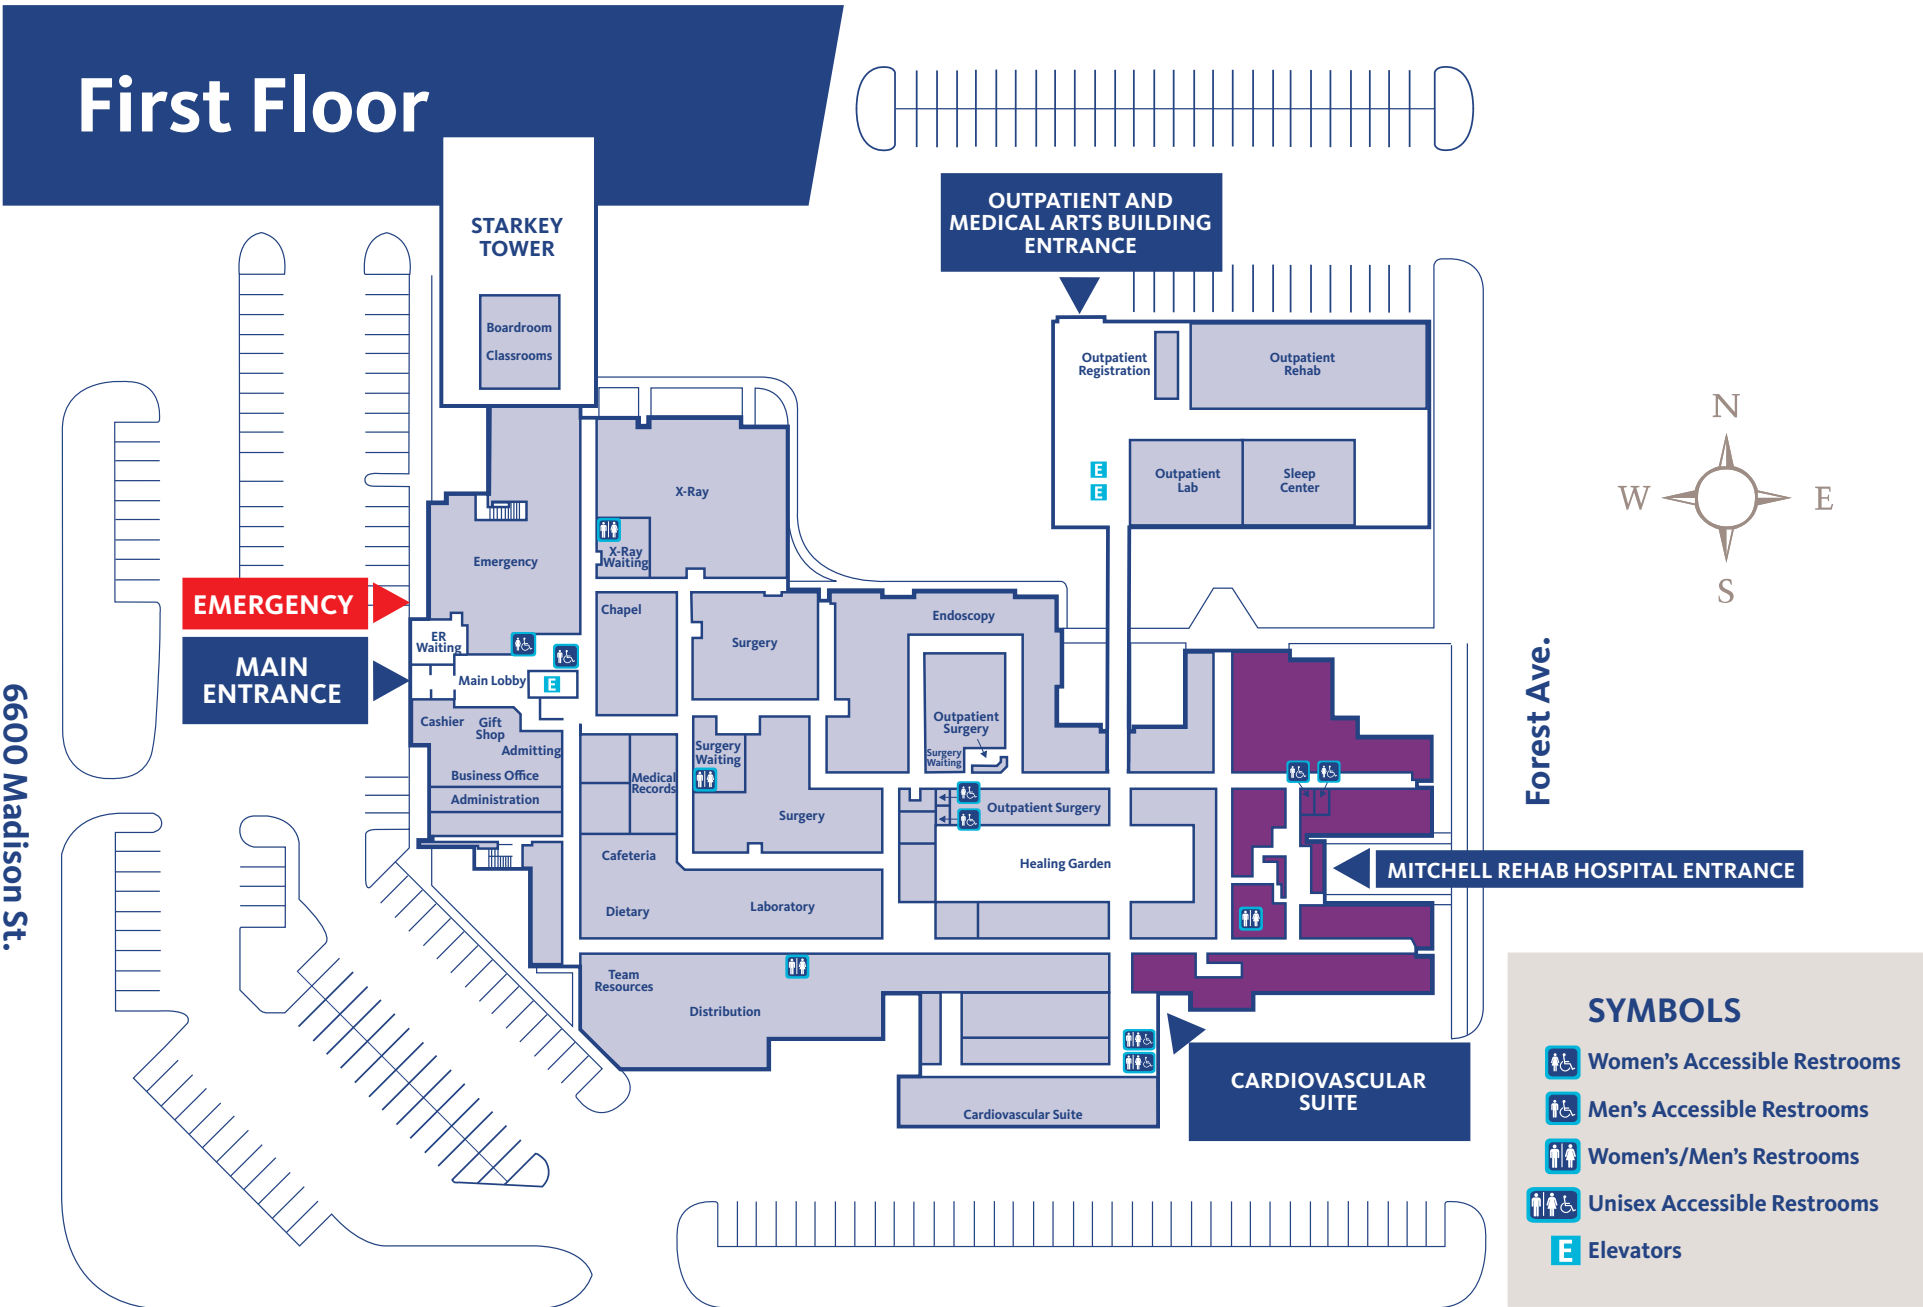 First Floor
STARKEY
TOWER
Boardroom
Classrooms
OUTPATIENT AND
MEDICAL ARTS BUILDING
ENTRANCE
Outpatient
Registration
Outpatient
Rehab
E
E
Outpatient
Lab
Sleep
Center
N
W
E
S
X-Ray
X-Ray
Waiting
Emergency
EMERGENCY
MAIN
ENTRANCE
ER
Waiting
Main Lobby
E
Chapel
Surgery
Endoscopy
Outpatient
Surgery
Surgery
Waiting
Cashier
Gift
Shop
Admitting
Business Office
Administration
Medical
Records
Surgery
Waiting
Surgery
Outpatient Surgery
Healing Garden
Cafeteria
Dietary
Laboratory
Team
Resources
Distribution
Cardiovascular Suite
CARDIOVASCULAR
SUITE
MITCHELL REHAB HOSPITAL ENTRANCE
6600 Madison St.
Forest Ave.
SYMBOLS
Women's Accessible Restrooms
Men's Accessible Restrooms
Women's/Men's Restrooms
Unisex Accessible Restrooms
E Elevators